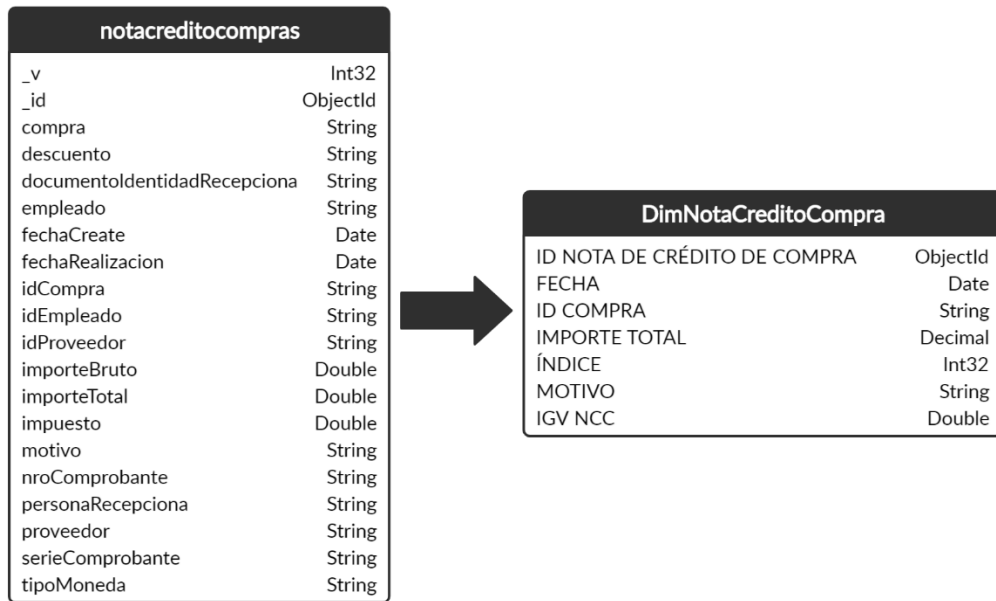 notacreditocompras
_v Int32
_id ObjectId
compra String
descuento String
documentoIdentidadRecepciona String
empleado String
fechaCreate Date
fechaRealizacion Date
idCompra String
idEmpleado String
idProveedor String
importeBruto Double
importeTotal Double
impuesto Double
motivo String
nroComprobante String
personaRecepciona String
proveedor String
serieComprobante String
tipoMoneda String
DimNotaCreditoCompra
ID NOTA DE CRÉDITO DE COMPRA ObjectId
FECHA Date
ID COMPRA String
IMPORTE TOTAL Decimal
ÍNDICE Int32
MOTIVO String
IGV NCC Double